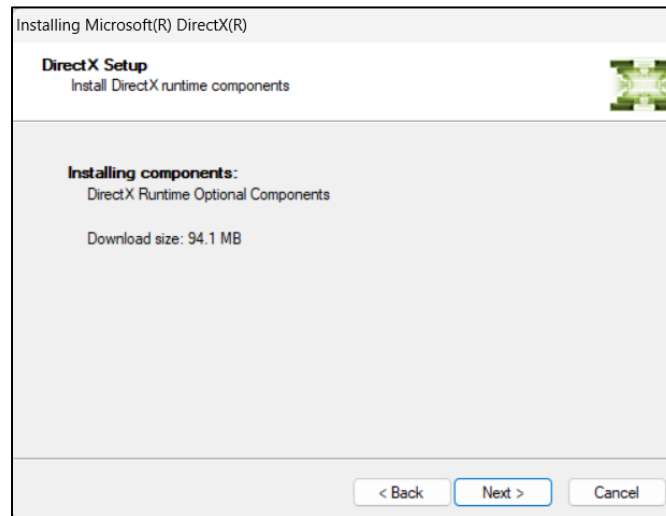 Installing Microsoft(R) DirectX(R)
DirectX Setup
Install DirectX runtime components
Installing components:
DirectX Runtime Optional Components
Download size: 94.1 MB
< Back Next > Cancel